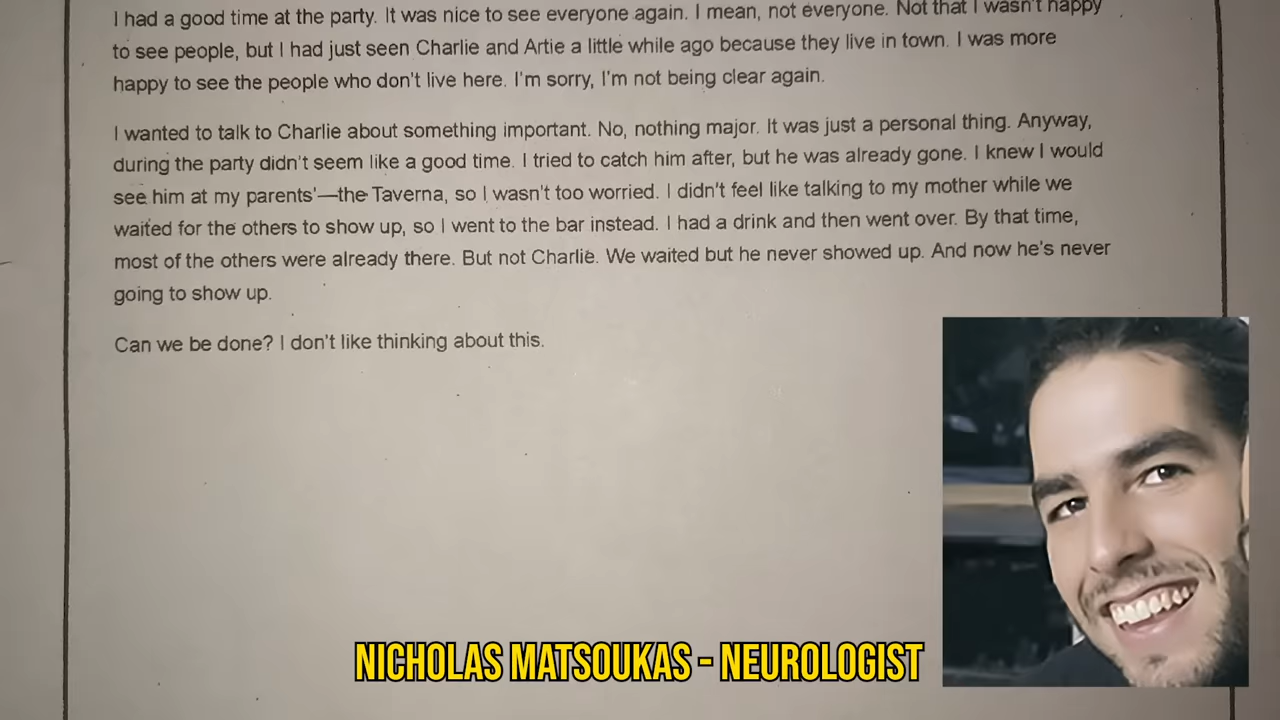 I had a good time at the party. It was nice to see everyone again. I mean, not everyone. Not that I wasn't happy
to see people, but I had just seen Charlie and Artie a little while ago because they live in town. I was more
happy to see the people who don't live here. I'm sorry, I'm not being clear again.
I wanted to talk to Charlie about something important. No, nothing major. It was just a personal thing. Anyway,
during the party didn't seem like a good time. I tried to catch him after, but he was already gone. I knew I would
see him at my parents'—the Taverna, so I wasn't too worried. I didn't feel like talking to my mother while we
waited for the others to show up, so I went to the bar instead. I had a drink and then went over. By that time,
most of the others were already there. But not Charlie. We waited but he never showed up. And now he's never
going to show up.
Can we be done? I don't like thinking about this.
NICHOLAS MATSOUKAS - NEUROLOGIST